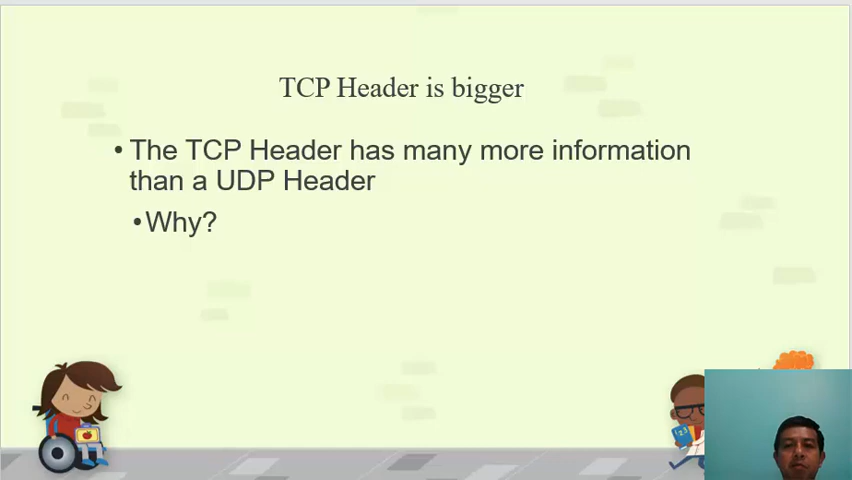 TCP Header is bigger
• The TCP Header has many more information
than a UDP Header
• Why?